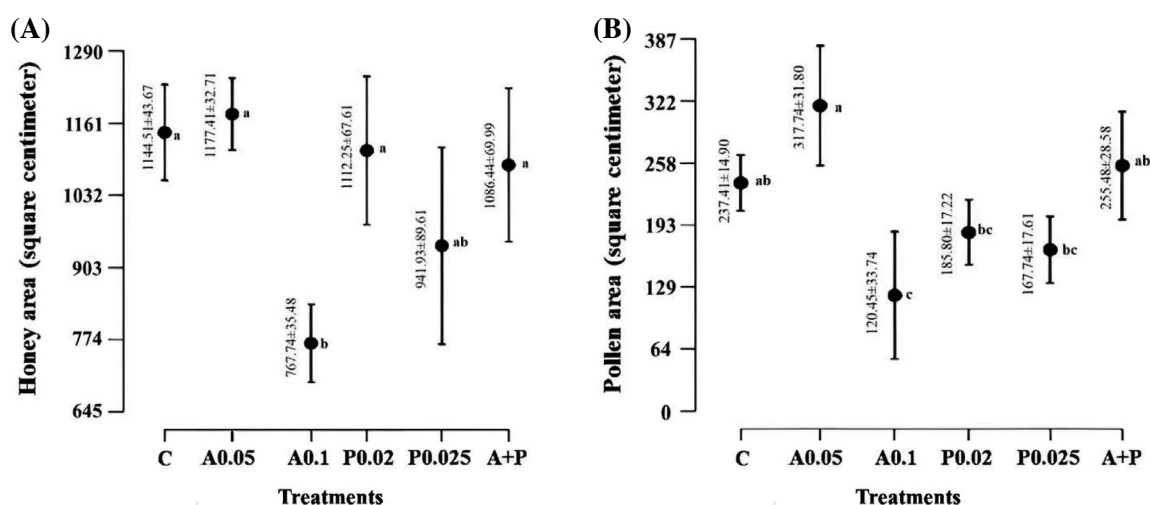 (A)
Honey area (square centimeter)
1290
1161
1032
903
774
645
1144.51±43.67
a
1177.41±32.71
a
767.74±35.48
b
1112.25±67.61
a
941.93±89.61
ab
1086.44±69.99
a
C A0.05 A0.1 P0.02 P0.025 A+P
Treatments
(B)
Pollen area (square centimeter)
387
322
258
193
129
64
0
237.41±14.90
ab
317.74±31.80
a
120.45±33.74
c
185.80±17.22
bc
167.74±17.61
bc
255.48±28.58
ab
C A0.05 A0.1 P0.02 P0.025 A+P
Treatments